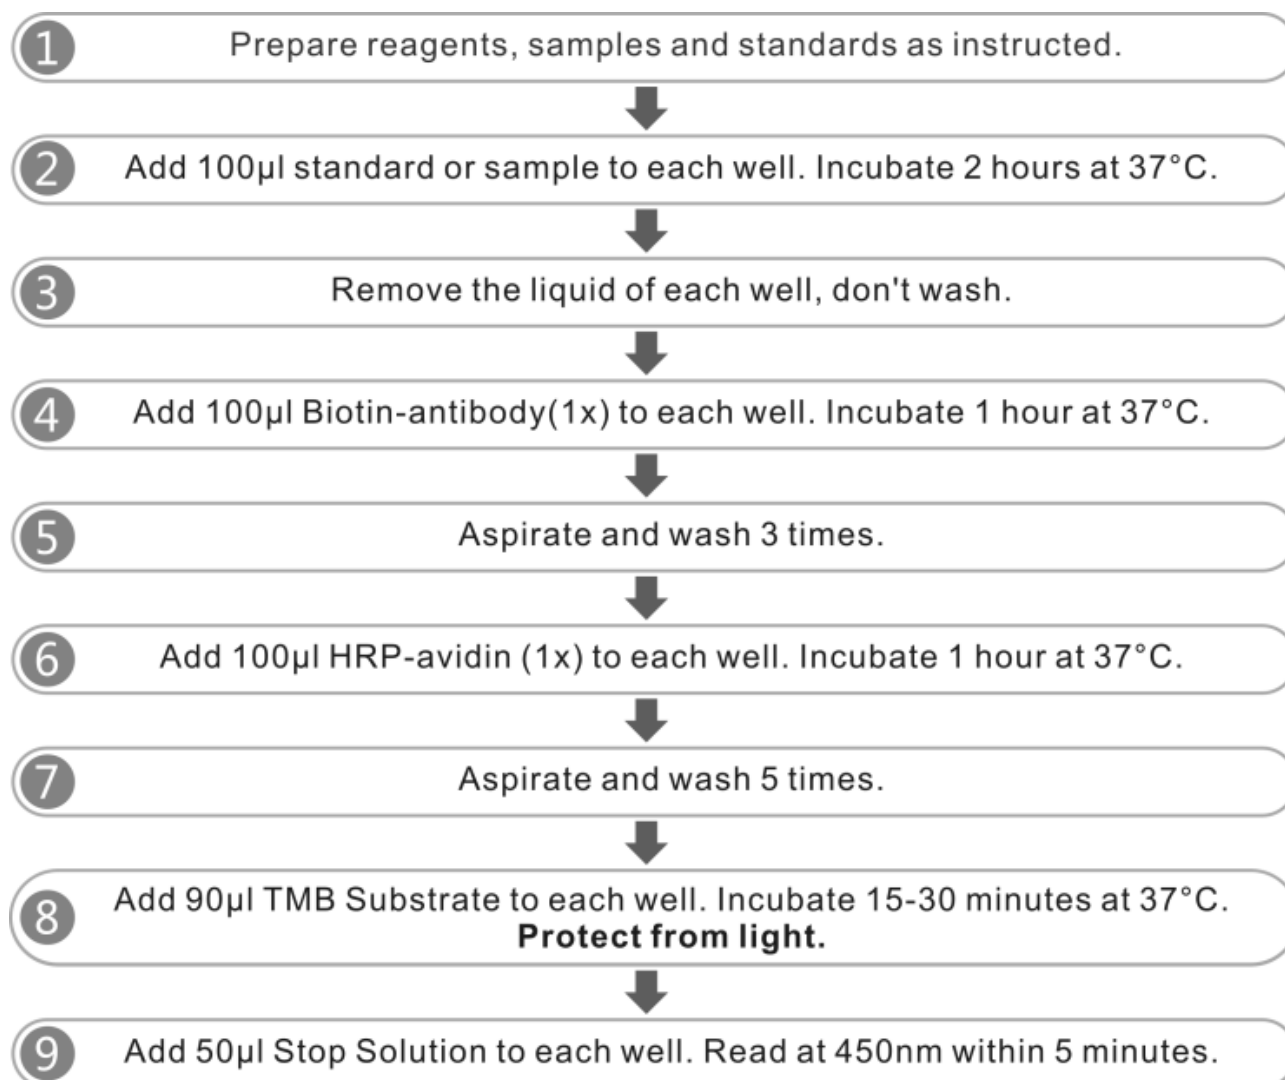 1 Prepare reagents, samples and standards as instructed.
2 Add 100μl standard or sample to each well. Incubate 2 hours at 37°C.
3 Remove the liquid of each well, don't wash.
4 Add 100μl Biotin-antibody(1x) to each well. Incubate 1 hour at 37°C.
5 Aspirate and wash 3 times.
6 Add 100μl HRP-avidin (1x) to each well. Incubate 1 hour at 37°C.
7 Aspirate and wash 5 times.
8 Add 90μl TMB Substrate to each well. Incubate 15-30 minutes at 37°C.
Protect from light.
9 Add 50μl Stop Solution to each well. Read at 450nm within 5 minutes.